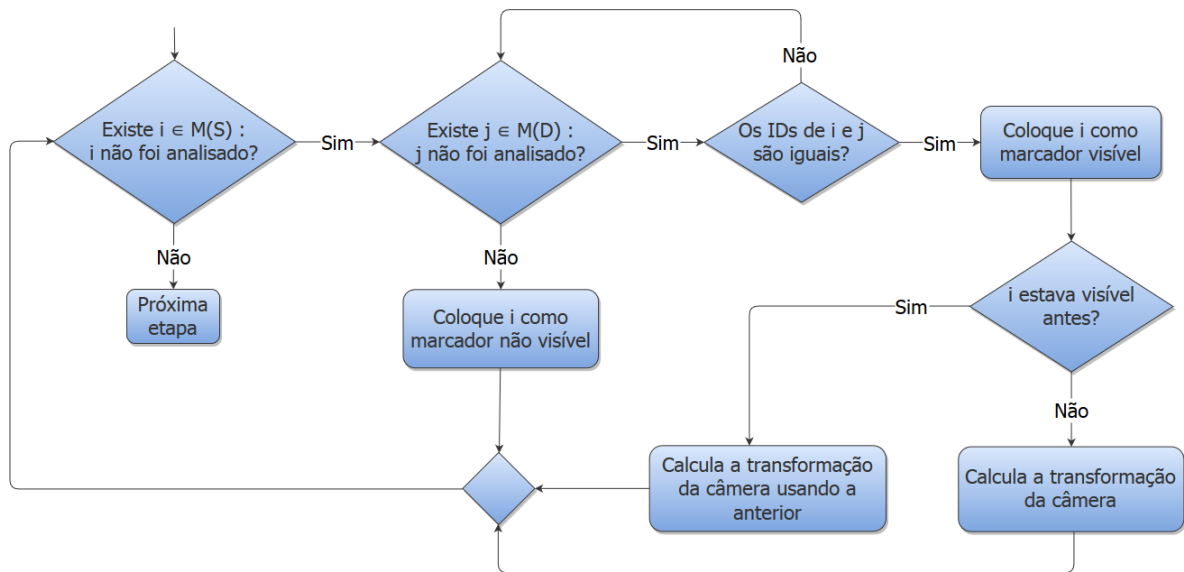 Existe i ∈ M(S) :
i não foi analisado?
Sim
Existe j ∈ M(D) :
j não foi analisado?
Sim
Não
Os IDs de i e j
são iguais?
Sim
Coloque i como
marcador visível
Não
Próxima
etapa
Não
Coloque i como
marcador não visível
i estava visível
antes?
Sim
Não
Calcula a transformação
da câmera usando a
anterior
Calcula a transformação
da câmera